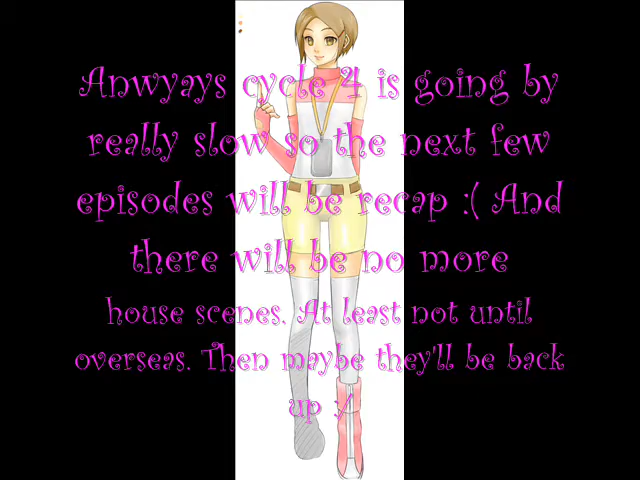 Anwyays cycle 4 is going by
really slow so the next few
episodes will be recap :( And
there will be no more
house scenes. At least not until
overseas. Then maybe they'll be back
up :/